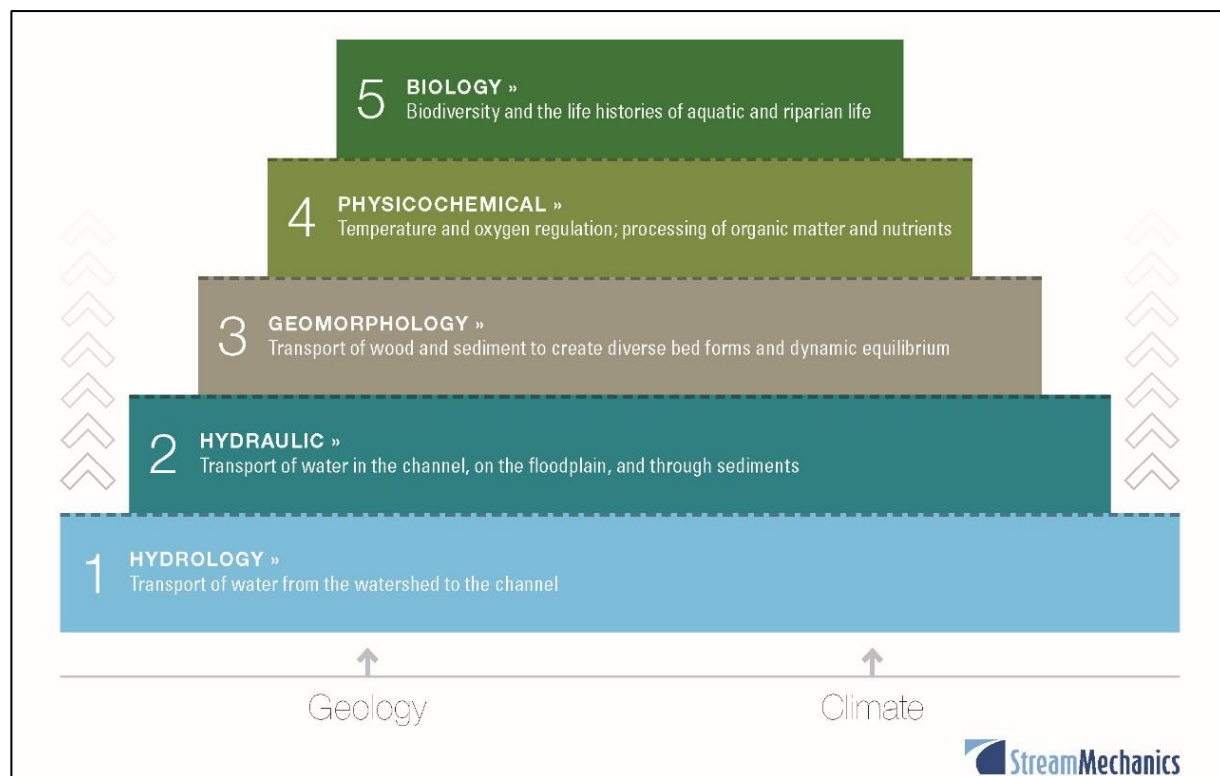 5 BIOLOGY »
Biodiversity and the life histories of aquatic and riparian life
4 PHYSICOCHEMICAL »
Temperature and oxygen regulation; processing of organic matter and nutrients
3 GEOMORPHOLOGY »
Transport of wood and sediment to create diverse bed forms and dynamic equilibrium
2 HYDRAULIC »
Transport of water in the channel, on the floodplain, and through sediments
1 HYDROLOGY »
Transport of water from the watershed to the channel
Geology Climate
StreamMechanics